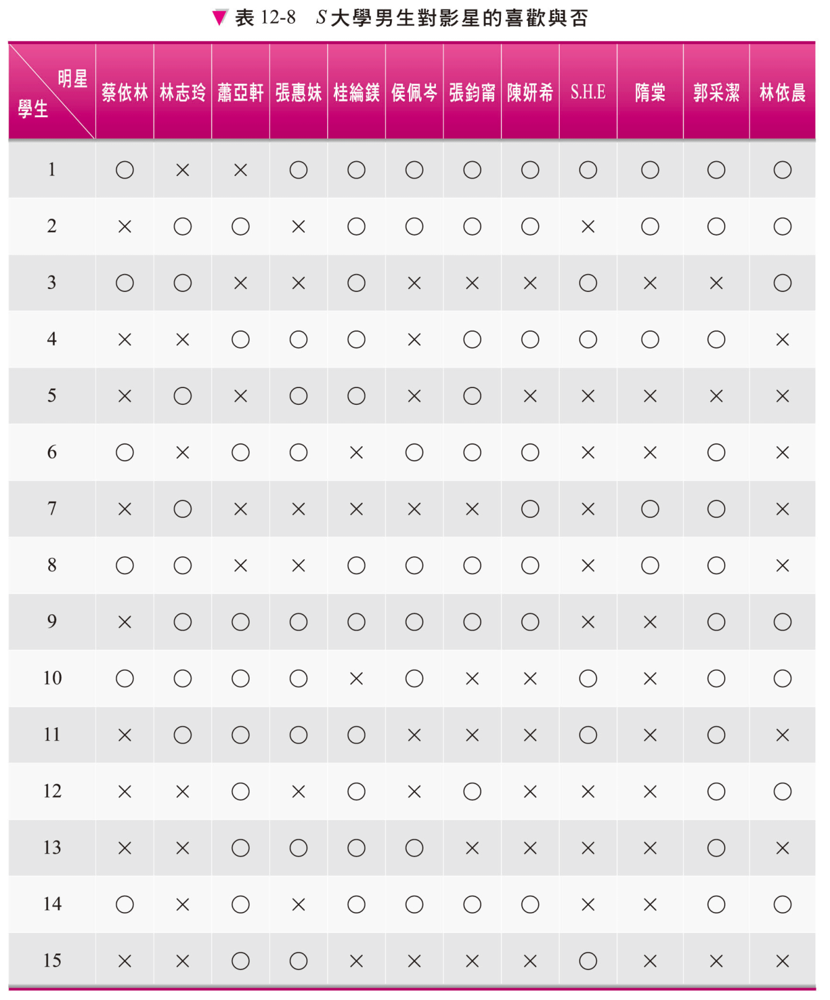 ▼ 表 12-8 S大學男生對影星的喜歡與否
明星 學生 蔡依林 林志玲 蕭亞軒 張惠妹 桂綸鎂 侯佩岑 張鈞甯 陳妍希 S.H.E 隋棠 郭采潔 林依晨
1 ○ × × ○ ○ ○ ○ ○ ○ ○ ○ ○
2 × ○ ○ × ○ ○ ○ ○ × ○ ○ ○
3 ○ ○ × × ○ × × × ○ × × ○
4 × × ○ ○ ○ × ○ ○ ○ ○ ○ ×
5 × ○ × ○ ○ × ○ × × × × ×
6 ○ × ○ ○ × ○ ○ ○ × × ○ ×
7 × ○ × × × × × ○ × ○ ○ ×
8 ○ ○ × × ○ ○ ○ ○ × ○ ○ ×
9 × ○ ○ ○ ○ ○ ○ ○ × × ○ ○
10 ○ ○ ○ ○ × ○ × × ○ × ○ ○
11 × ○ ○ ○ ○ × × × ○ × ○ ×
12 × × ○ × ○ × ○ × × × ○ ○
13 × × ○ ○ ○ ○ × × × × ○ ×
14 ○ × ○ × ○ ○ ○ ○ × × ○ ○
15 × × ○ ○ × × × × ○ × × ×